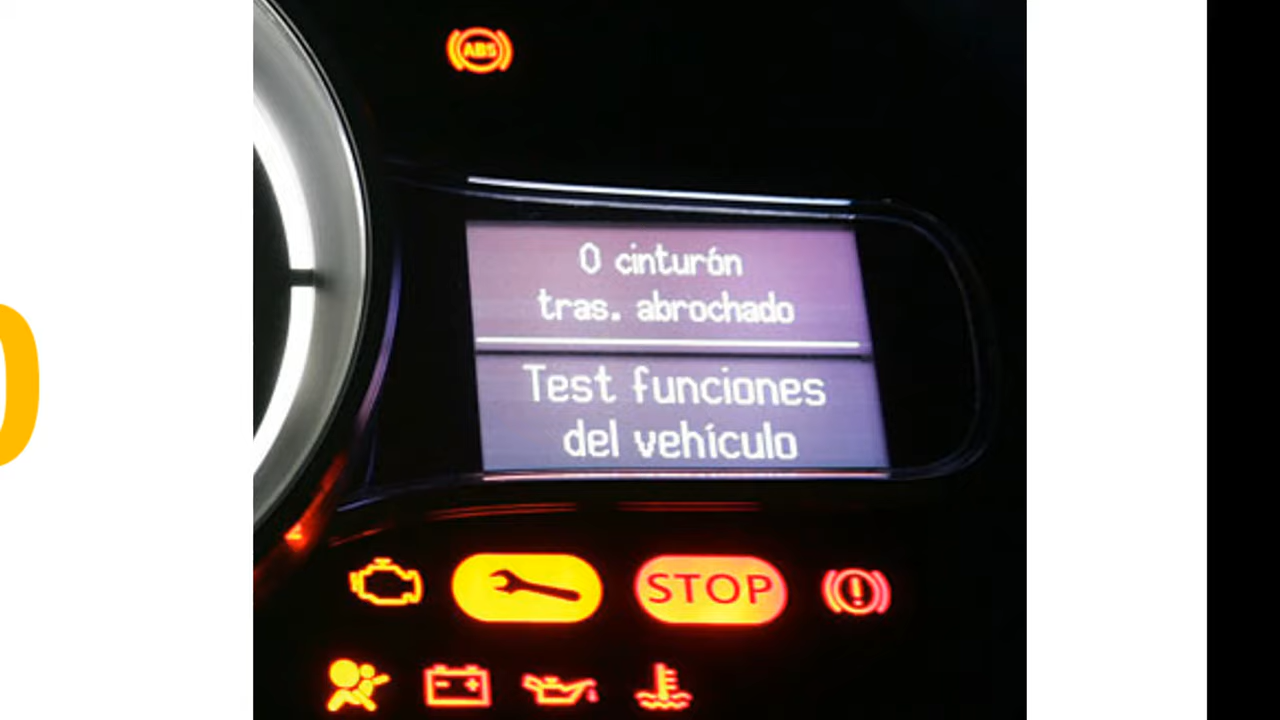 ABS
0 cinturón
tras. abrochado
Test funciones
del vehículo
STOP